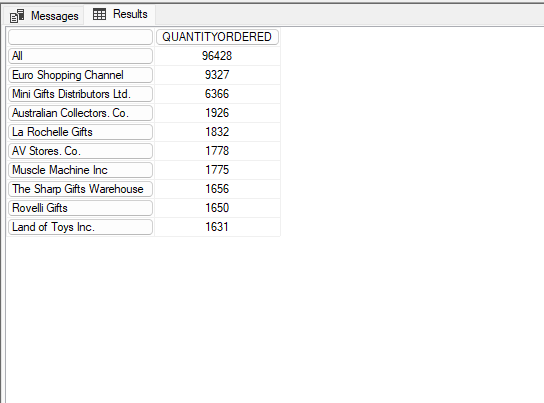 Messages Results
QUANTITYORDERED
All 96428
Euro Shopping Channel 9327
Mini Gifts Distributors Ltd. 6366
Australian Collectors. Co. 1926
La Rochelle Gifts 1832
AV Stores. Co. 1778
Muscle Machine Inc 1775
The Sharp Gifts Warehouse 1656
Rovelli Gifts 1650
Land of Toys Inc. 1631